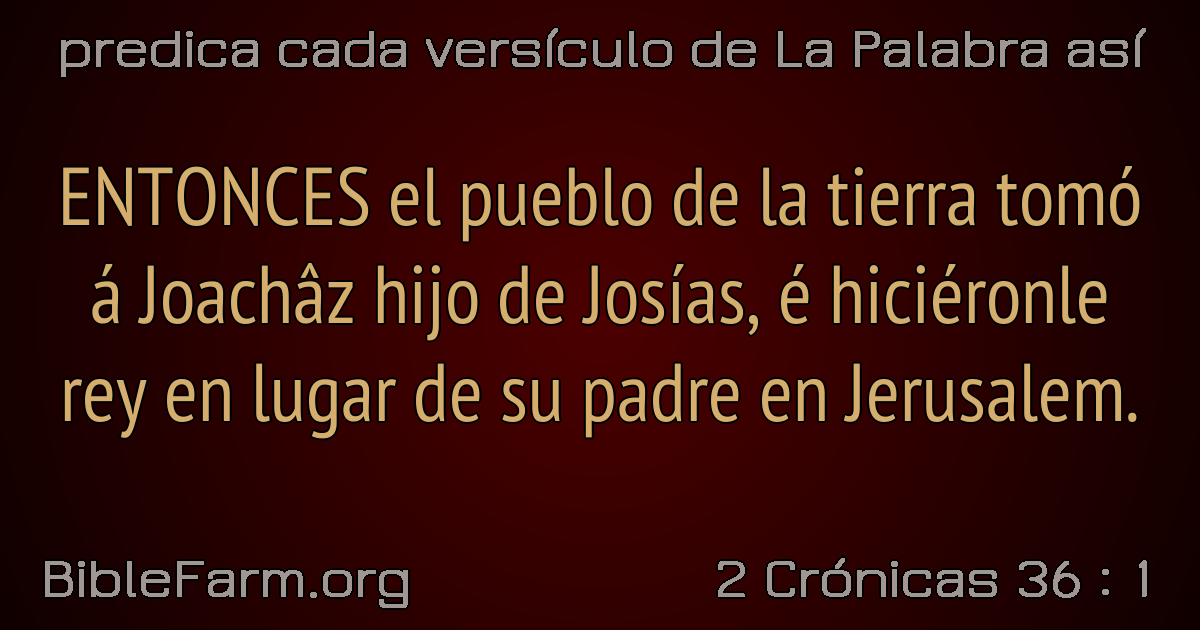 predica cada versículo de La Palabra así
ENTONCES el pueblo de la tierra tomó
á Joachâz hijo de Josías, é hiciéronle
rey en lugar de su padre en Jerusalem.
BibleFarm.org
2 Crónicas 36 : 1